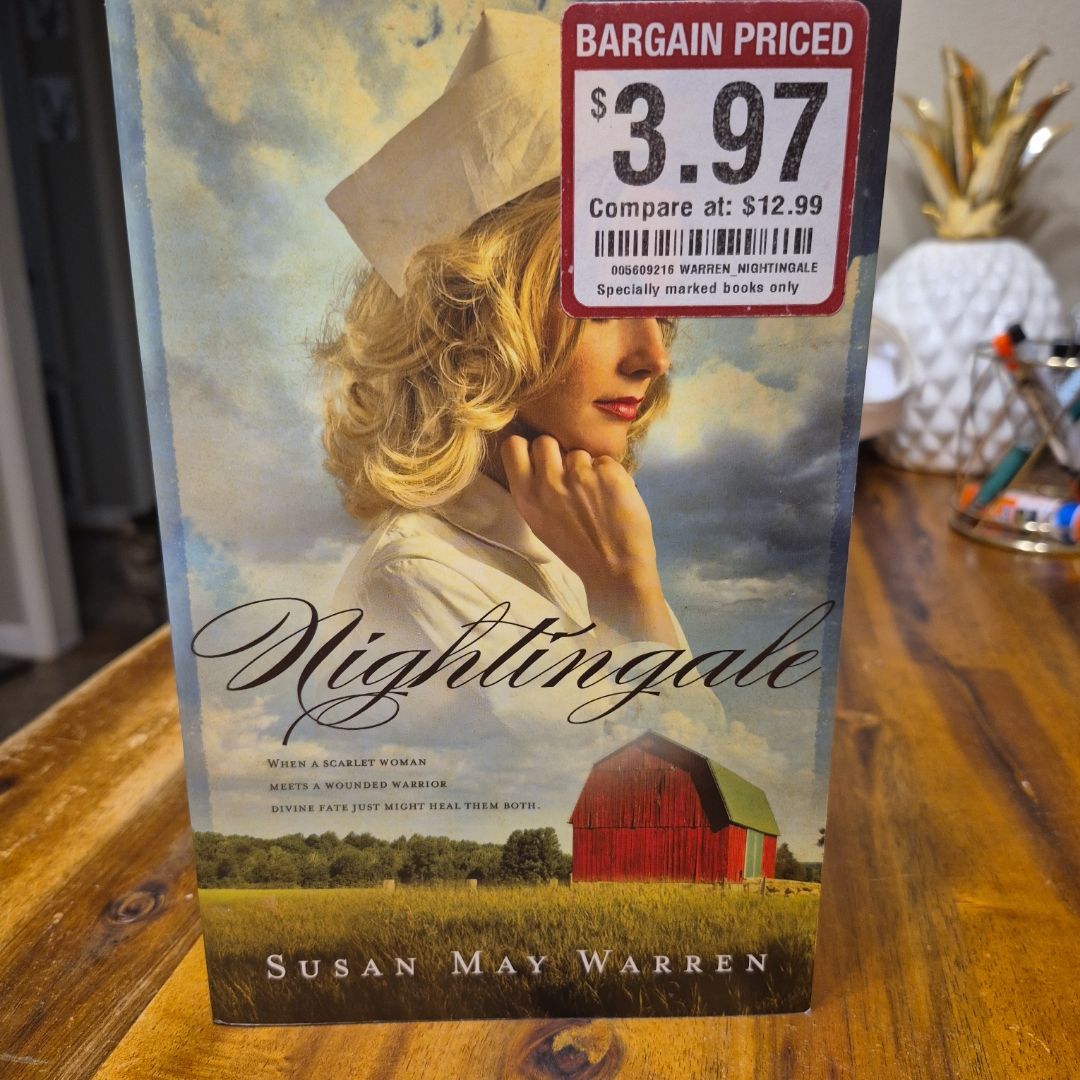 BARGAIN PRICED
$3.97
Compare at: $12.99
005609216 WARREN_NIGHTINGALE
Specially marked books only
Nightingale
WHEN A SCARLET WOMAN
MEETS A WOUNDED WARRIOR
DIVINE FATE JUST MIGHT HEAL THEM BOTH.
SUSAN MAY WARREN